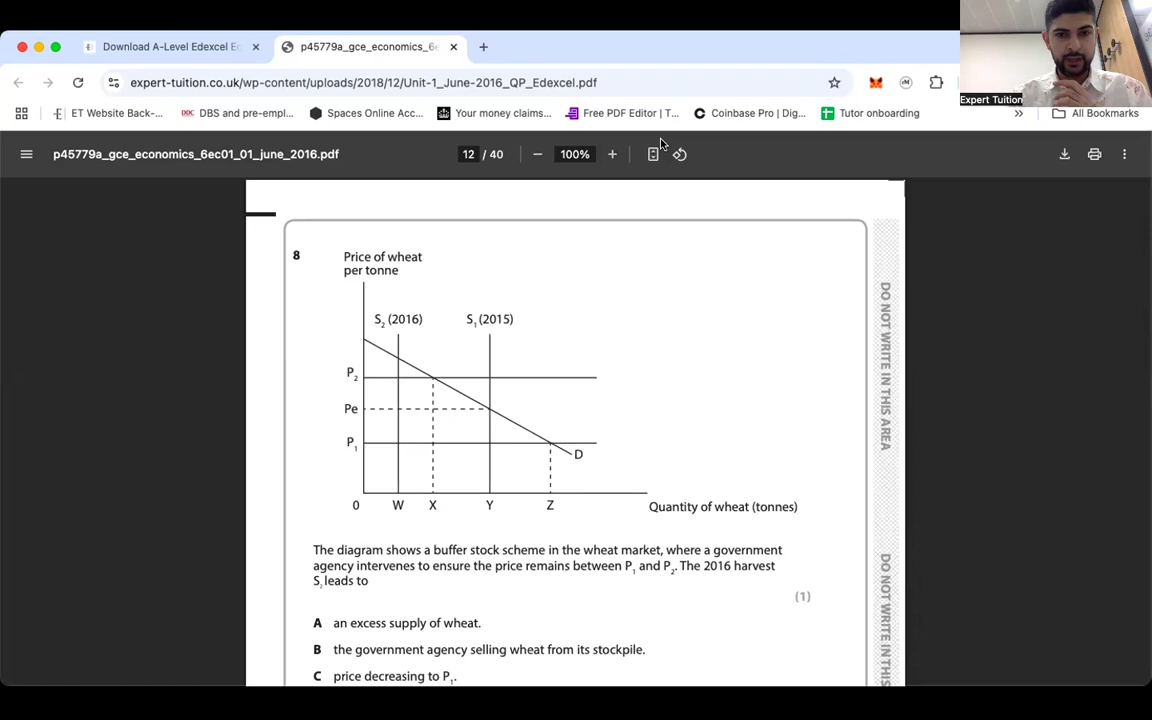 Download A-Level Edexcel Ec
p45779a_gce_economics_6e
expert-tuition.co.uk/wp-content/uploads/2018/12/Unit-1_June-2016_QP_Edexcel.pdf
ET Website Back-...
DBS and pre-empl...
Spaces Online Acc...
Your money claims...
Free PDF Editor | T...
Coinbase Pro | Dig...
Tutor onboarding
All Bookmarks
Expert Tuition
p45779a_gce_economics_6ec01_01_june_2016.pdf
12 / 40
100%
8
Price of wheat
per tonne
S2 (2016)
S1 (2015)
P2
Pe
P1
D
0 W X Y Z
Quantity of wheat (tonnes)
The diagram shows a buffer stock scheme in the wheat market, where a government
agency intervenes to ensure the price remains between P1 and P2. The 2016 harvest
S2 leads to
(1)
A an excess supply of wheat.
B the government agency selling wheat from its stockpile.
C price decreasing to P1.
DO NOT WRITE IN THIS AREA
DO NOT WRITE IN THIS